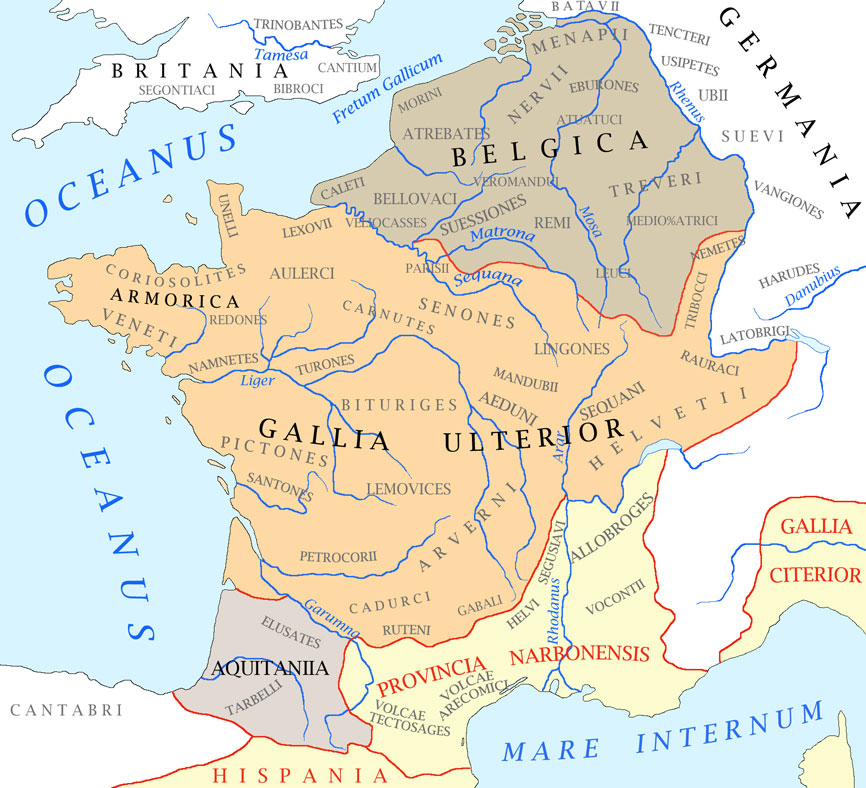 BATAVII
TRINOBANTES
Tamesa
BRITANIA
CANTIUM
SEGONTIACI
BIBROCI
Fretum Gallicum
OCEANUS
GERMANIA
TENCTERI
USIPETES
UBII
Rhenus
SUEVI
VANGIONES
HARUDES
Danubius
LATOBRIGI
MENAPII
NERVII
EBURONES
MORINI
ATUATUCI
ATREBATES
BELGICA
VEROMANDUI
TREVERI
CALETI
BELLOVACI
SUESSIONES
REMI
Mosa
MEDIO%ATRICI
VELIOCASSES
Matrona
LEUCI
NEMETES
TRIBOCCI
UNELLI
LEXOVII
PARISII
Sequana
CORIOSOLITES
AULERCI
ARMORICA
CARNUTES
SENONES
VENETI
REDONES
LINGONES
RAURACI
NAMNETES
TURONES
Liger
MANDUBII
BITURIGES
AEDUNI
SEQUANI
HELVETII
GALLIA ULTERIOR
Arar
OCEANUS
PICTONES
SANTONES
LEMOVICES
ARVERNI
PETROCORII
SEGUSIAVI
ALLOBROGES
GALLIA
CITERIOR
CADURCI
GABALI
HELVI
VOCONTII
Rhodanus
Garumna
RUTENI
ELUSATES
AQUITANIIA
TARBELLI
PROVINCIA NARBONENSIS
VOLCAE
ARECOMICI
VOLCAE
TECTOSAGES
CANTABRI
MARE INTERNUM
HISPANIA